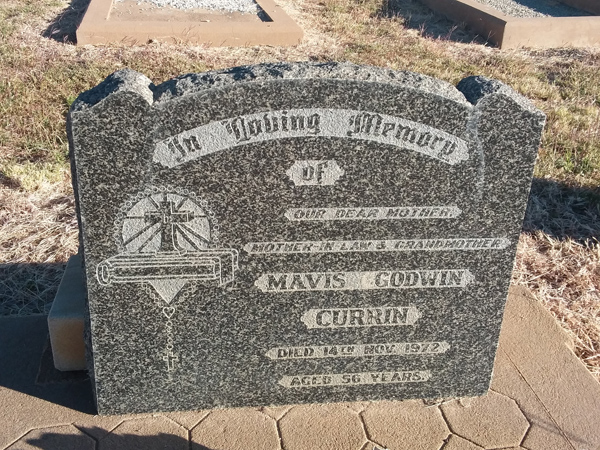 In Loving Memory
of
OUR DEAR MOTHER,
MOTHER-IN-LAW & GRANDMOTHER
MAVIS GODWIN
CURRIN
DIED 14TH NOV. 1972,
AGED 56 YEARS.